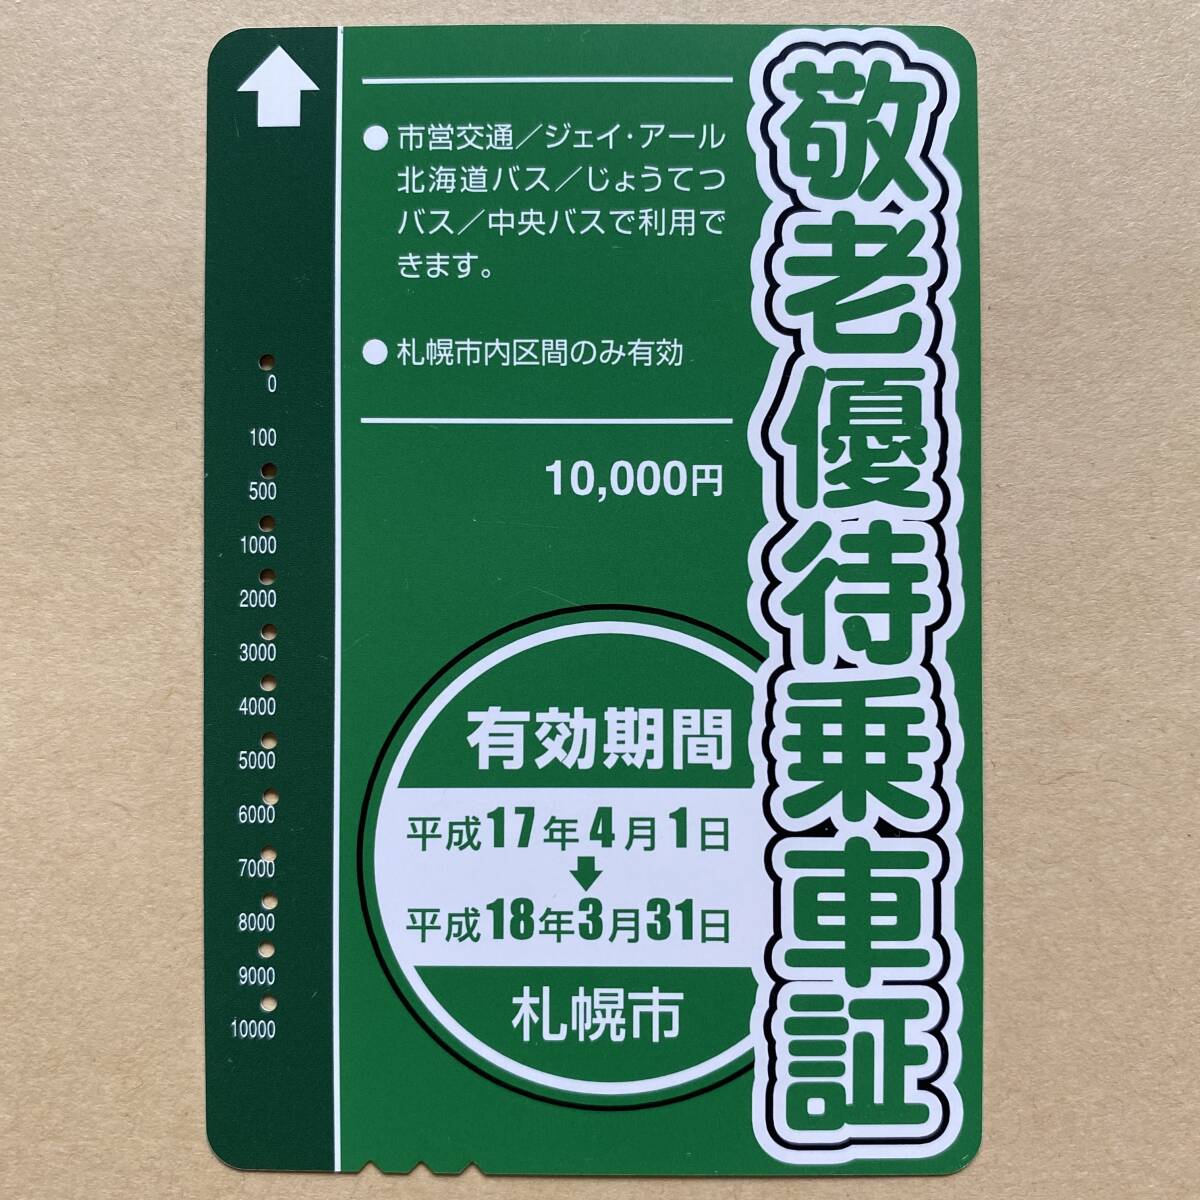 敬老優待乗車証
●市営交通／ジェイ・アール
北海道バス／じょうてつ
バス／中央バスで利用で
きます。
●札幌市内区間のみ有効
10,000円
0
100
500
1000
2000
3000
4000
5000
6000
7000
8000
9000
10000
有効期間
平成17年4月1日
平成18年3月31日
札幌市